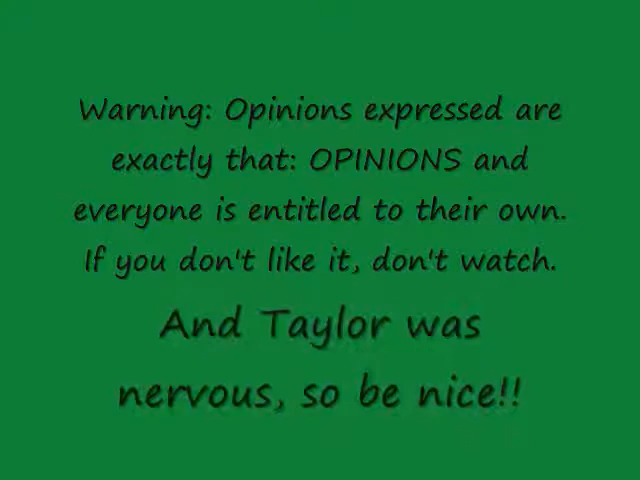 Warning: Opinions expressed are
exactly that: OPINIONS and
everyone is entitled to their own.
If you don't like it, don't watch.
And Taylor was
nervous, so be nice!!